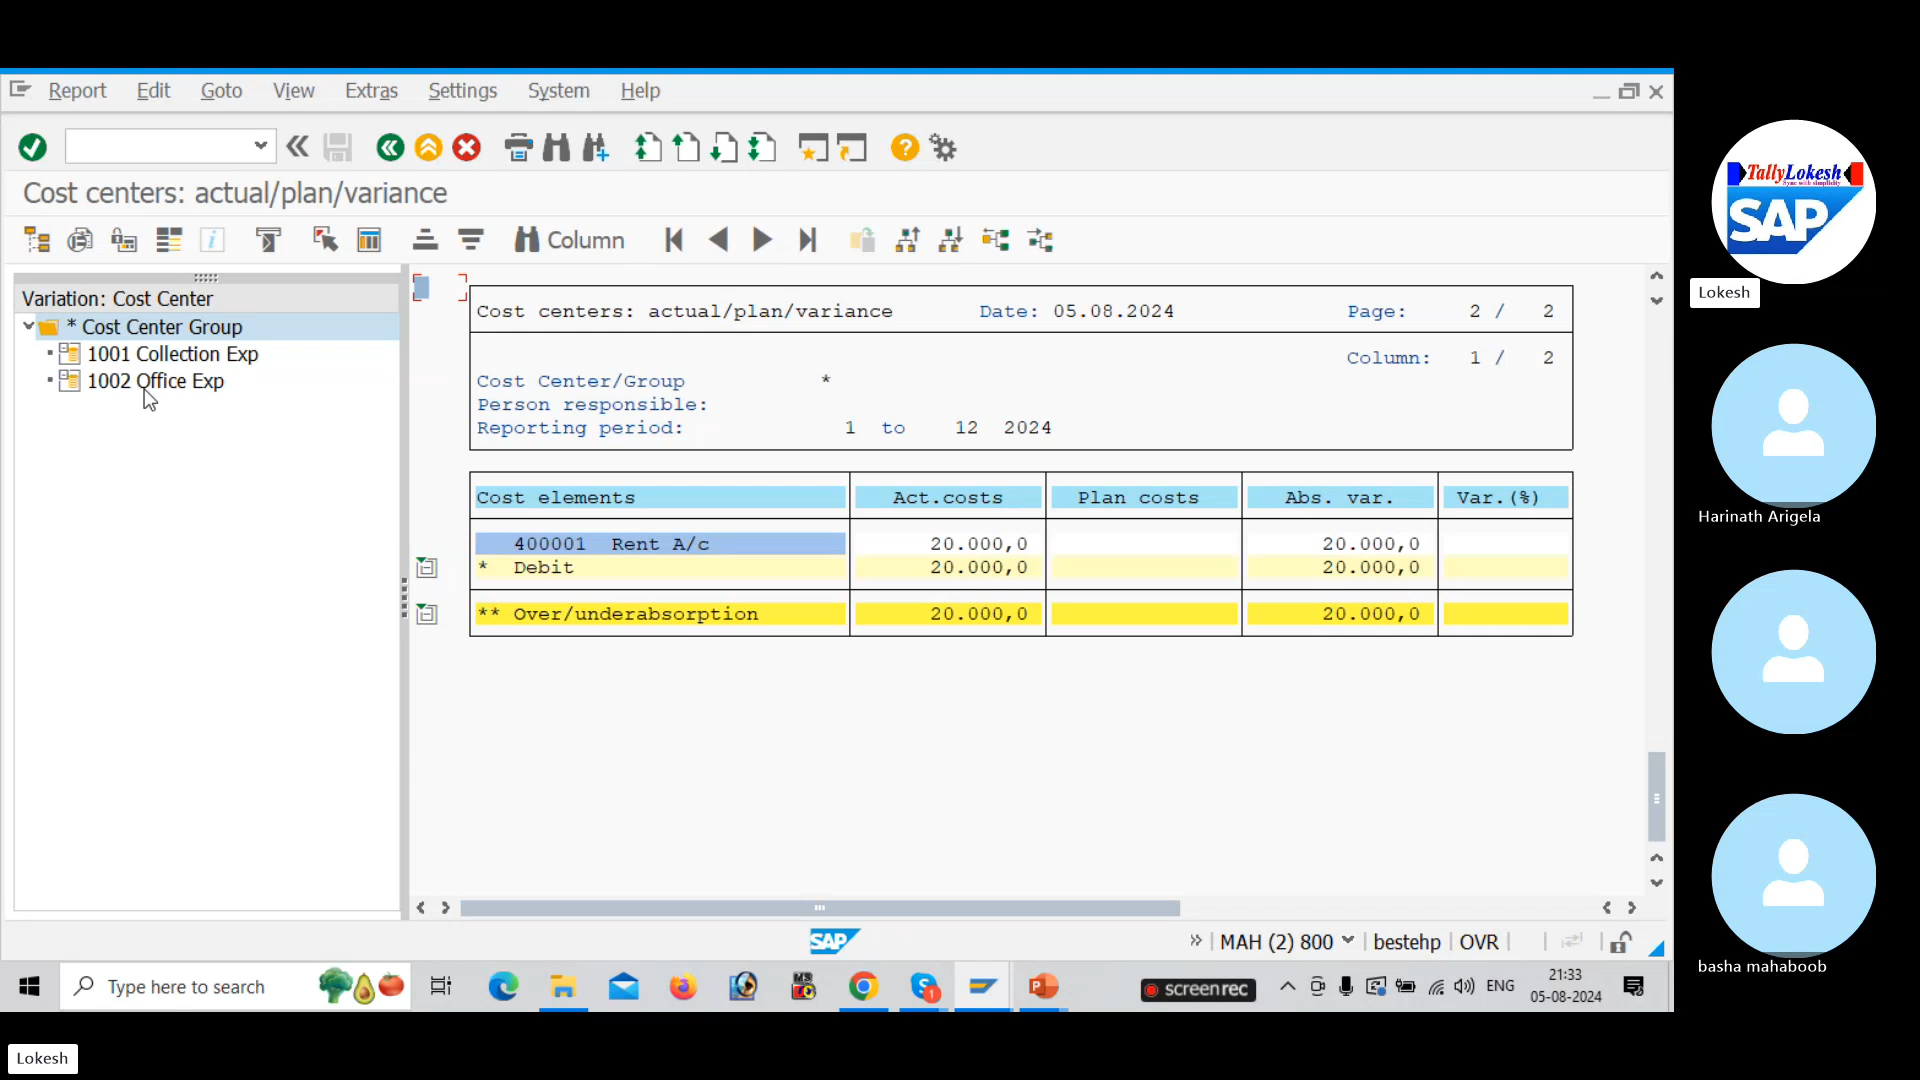 Report Edit Goto View Extras Settings System Help
Cost centers: actual/plan/variance
Column
Variation: Cost Center
* Cost Center Group
1001 Collection Exp
1002 Office Exp
Cost centers: actual/plan/variance Date: 05.08.2024 Page: 2 / 2
Column: 1 / 2
Cost Center/Group *
Person responsible:
Reporting period: 1 to 12 2024
Cost elements Act.costs Plan costs Abs. var. Var.(%)
400001 Rent A/c 20.000,0 20.000,0
* Debit 20.000,0 20.000,0
** Over/underabsorption 20.000,0 20.000,0
SAP
MAH (2) 800 bestehp OVR
Type here to search
screenrec
ENG
21:33
05-08-2024
TallyLokesh
Sync with simplicity
SAP
Lokesh
Harinath Arigela
basha mahaboob
Lokesh